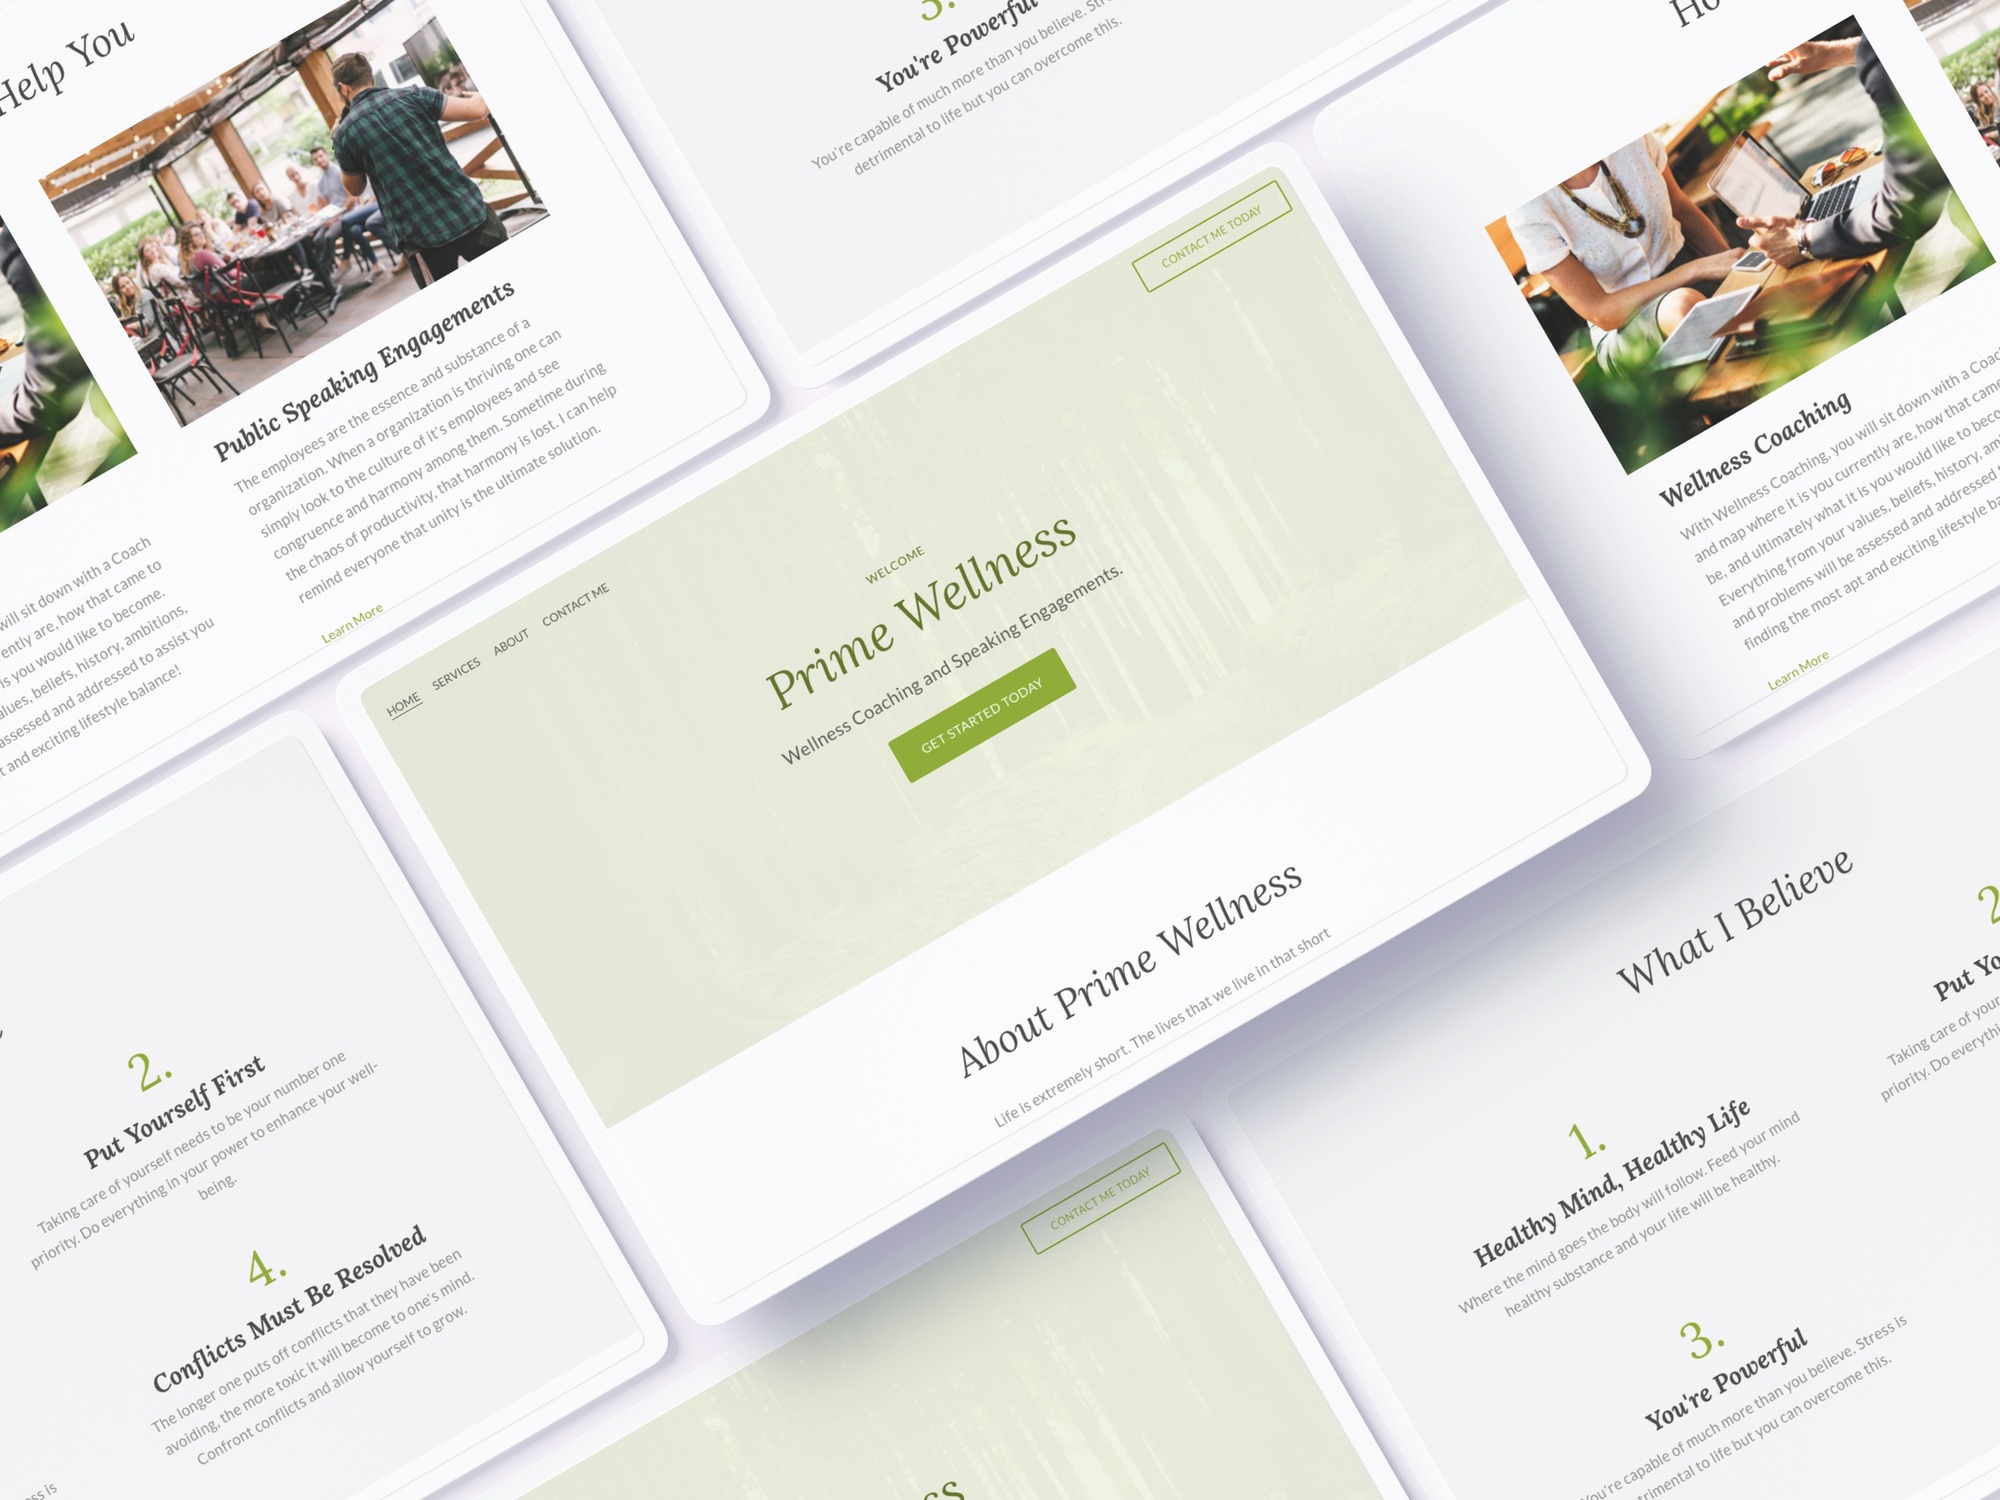 Help You
Public Speaking Engagements
The employees are the essence and substance of a
organization. When a organization is thriving one can
simply look to the culture of it's employees and see
congruence and harmony among them. Sometime during
the chaos of productivity, that harmony is lost. I can help
remind everyone that unity is the ultimate solution.
Learn More
will sit down with a Coach
rently are, how that came to
is you would like to become.
alues, beliefs, history, ambitions,
assessed and addressed to assist you
t and exciting lifestyle balance!
3.
You're Powerful
You're capable of much more than you believe. Stre
detrimental to life but you can overcome this.
Ho
Wellness Coaching
With Wellness Coaching, you will sit down with a Coac
and map where it is you currently are, how that came
be, and ultimately what it is you would like to beco
Everything from your values, beliefs, history, am
and problems will be assessed and addressed
finding the most apt and exciting lifestyle ba
Learn More
HOME SERVICES ABOUT CONTACT ME
CONTACT ME TODAY
WELCOME
Prime Wellness
Wellness Coaching and Speaking Engagements.
GET STARTED TODAY
About Prime Wellness
Life is extremely short. The lives that we live in that short
2.
Put Yourself First
Taking care of yourself needs to be your number one
priority. Do everything in your power to enhance your well-
being.
4.
Conflicts Must Be Resolved
The longer one puts off conflicts that they have been
avoiding, the more toxic it will become to one's mind.
Confront conflicts and allow yourself to grow.
ess is
CONTACT ME TODAY
ss
What I Believe
1.
Healthy Mind, Healthy Life
Where the mind goes the body will follow. Feed your mind
healthy substance and your life will be healthy.
2
Put Yo
Taking care of your
priority. Do everythi
3.
You're Powerful
You're capable of much more than you believe. Stress is
detrimental to life but you can overcome this.